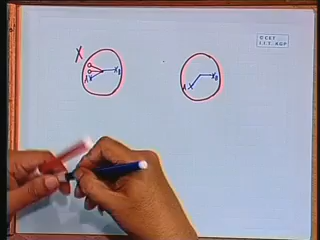 © CET
I.I.T. KGP
X
A X
X B
A X
X B